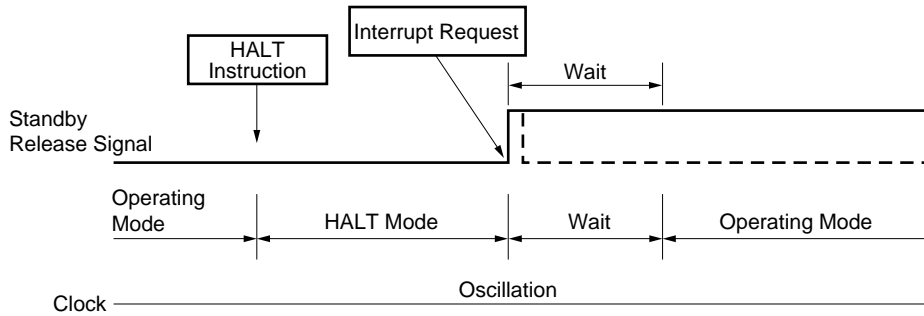 Interrupt Request
HALT
Instruction
Wait
Standby
Release Signal
Operating
Mode
HALT Mode
Wait
Operating Mode
Oscillation
Clock